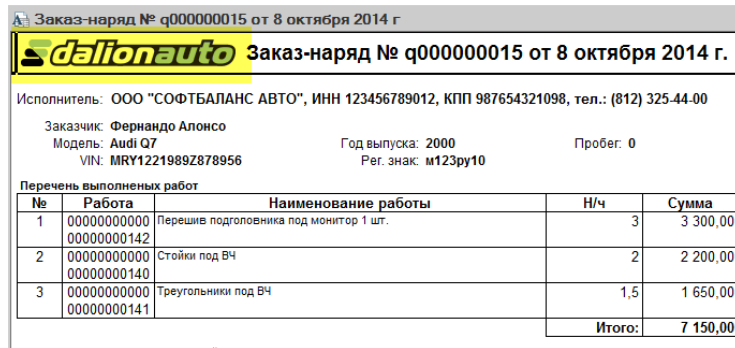 Заказ-наряд № q000000015 от 8 октября 2014 г
dalionauto Заказ-наряд № q000000015 от 8 октября 2014 г.
Исполнитель: ООО "СОФТБАЛАНС АВТО", ИНН 123456789012, КПП 987654321098, тел.: (812) 325-44-00
Заказчик: Фернандо Алонсо
Модель: Audi Q7 Год выпуска: 2000 Пробег: 0
VIN: MRY1221989Z878956 Рег. знак: м123ру10
Перечень выполненых работ
№ Работа Наименование работы Н/ч Сумма
1 00000000000 Перешив подголовника под монитор 1 шт. 3 3 300,00
00000000142
2 00000000000 Стойки под ВЧ 2 2 200,00
00000000140
3 00000000000 Треугольники под ВЧ 1,5 1 650,00
00000000141
Итого: 7 150,00